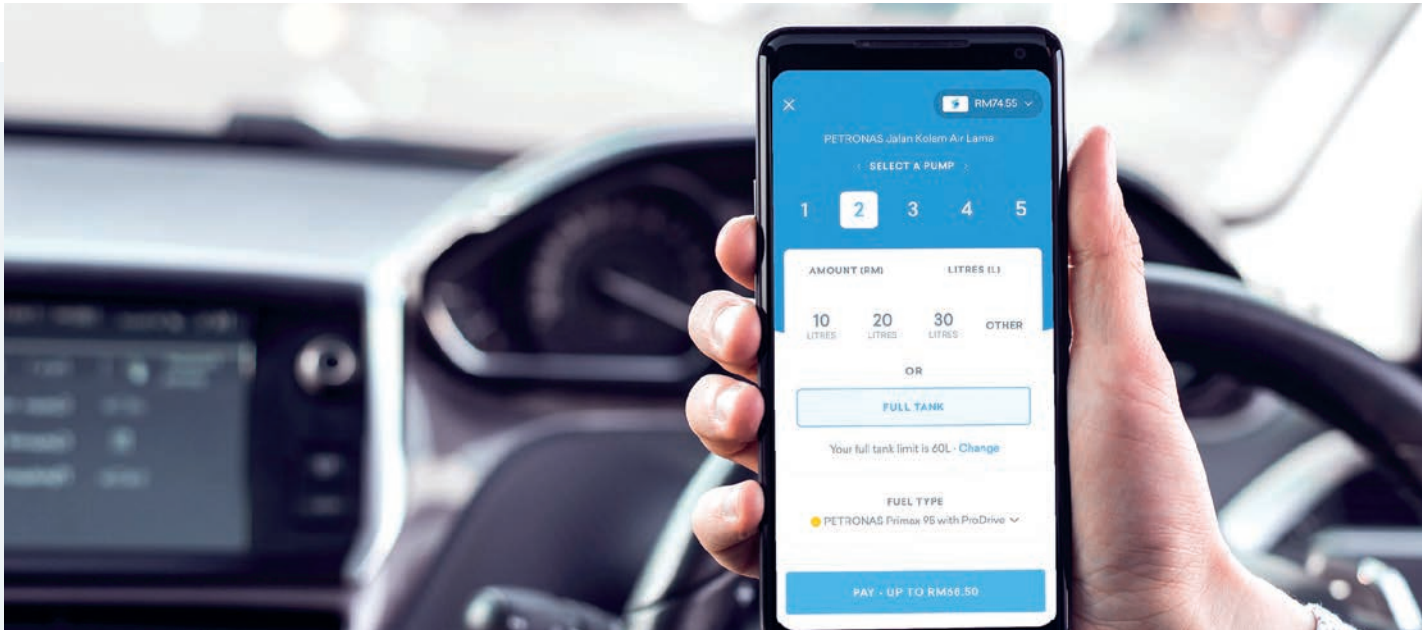 RM74.55
PETRONAS Jalan Kolam Air Lama
SELECT A PUMP
1 2 3 4 5
AMOUNT (RM) LITRES (L)
10 20 30 OTHER
LITRES LITRES LITRES
OR
FULL TANK
Your full tank limit is 60L · Change
FUEL TYPE
PETRONAS Primax 95 with ProDrive
PAY - UP TO